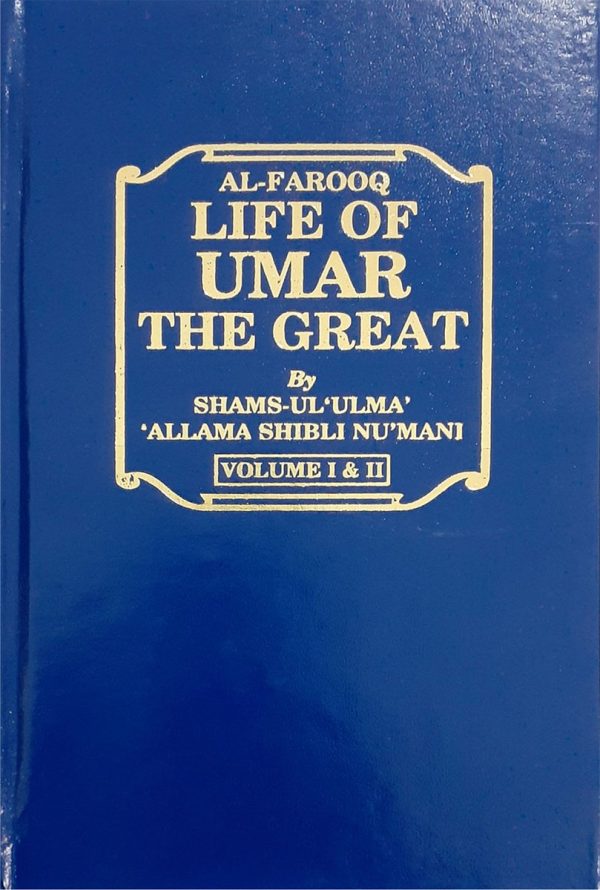 AL-FAROOQ
LIFE OF
UMAR
THE GREAT
By
SHAMS-UL‘ULMA’
‘ALLAMA SHIBLI NU’MANI
VOLUME I & II